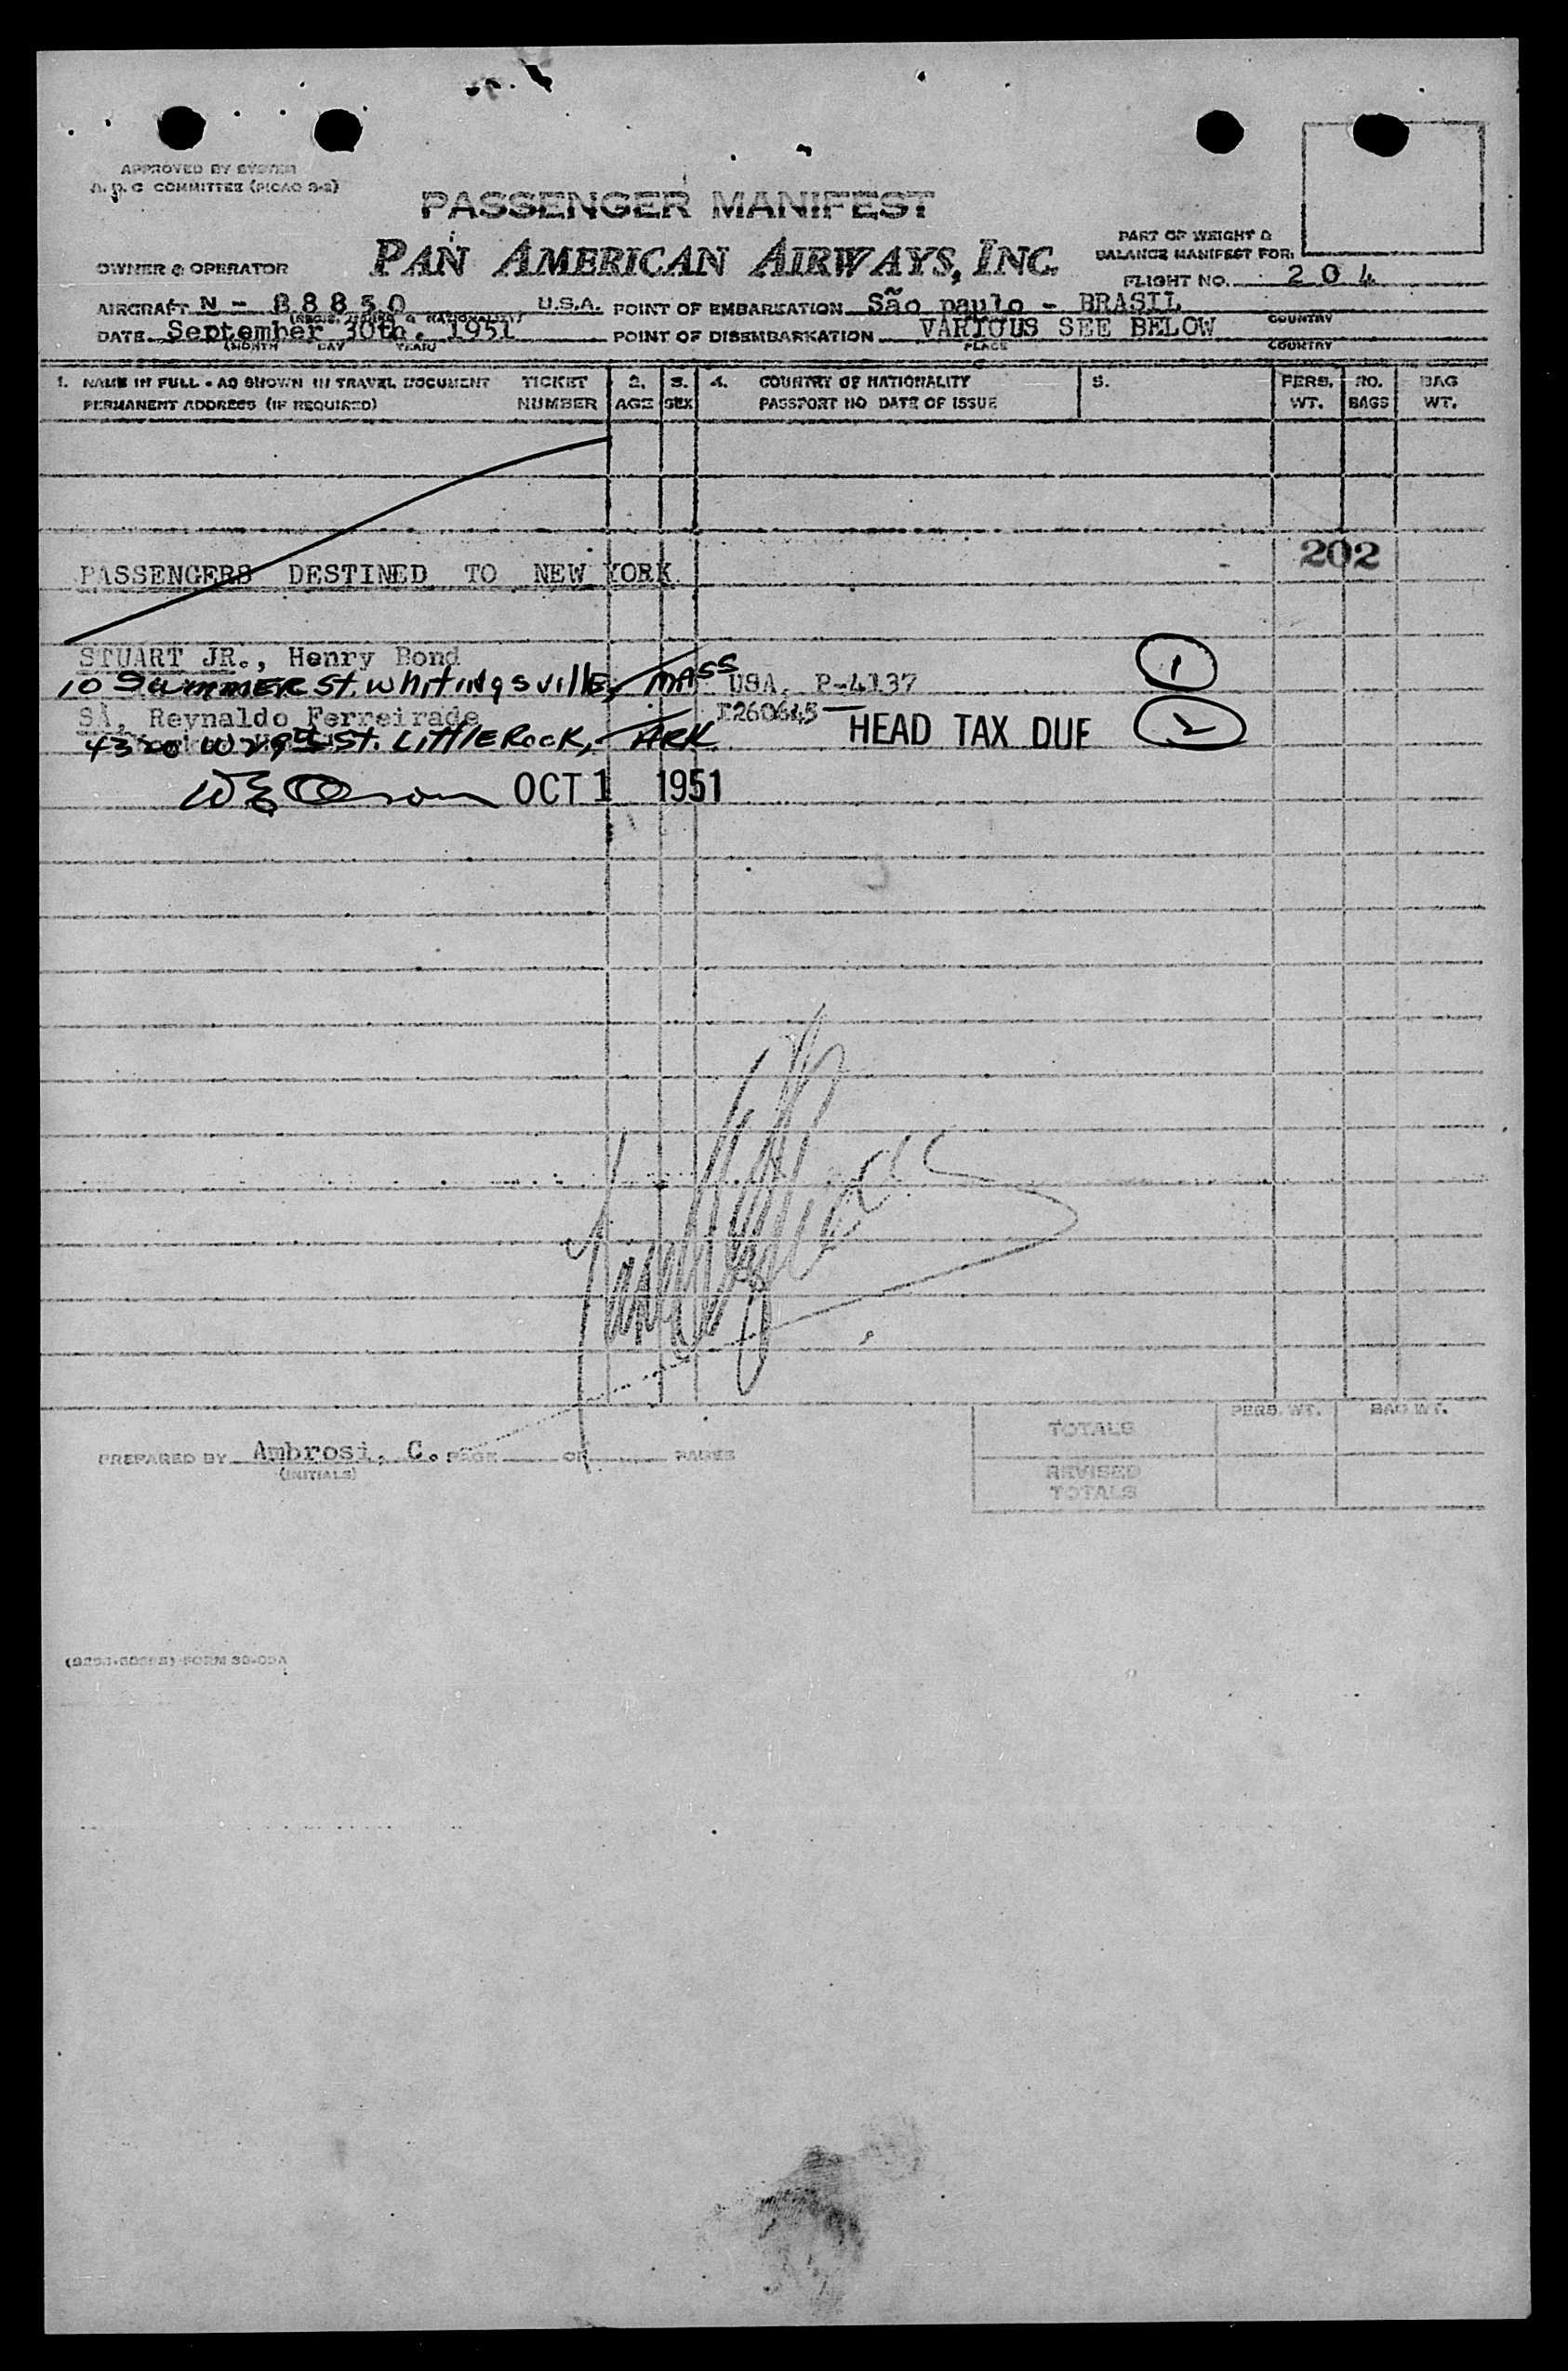 APPROVED BY SYSTEM
COMMITTEE (PICAO
PASSENGER MANIFEST
PAN AMERICAN AIRWAYS, INC.
PART OF WEIGHT &
BALANCE MANIFEST FOR:
OWNER & OPERATOR
FLIGHT NO. 204
AIRCRAFT N - 88850 U.S.A. POINT OF EMBARKATION São paulo - BRASIL
COUNTRY
DATE September 30th, 1951 POINT OF DISEMBARKATION VARIOUS SEE BELOW
(MONTH DAY YEAR) PLACE COUNTRY
1. NAME IN FULL - AS SHOWN IN TRAVEL DOCUMENT TICKET 2. 3. 4. COUNTRY OF NATIONALITY 5. PERS. NO. BAG
PERMANENT ADDRESS (IF REQUIRED) NUMBER AGE SEX PASSPORT NO DATE OF ISSUE WT. BAGS WT.
202
PASSENGERS DESTINED TO NEW YORK
STUART JR., Henry Bond 1
10 SummER St. WhitiNgsville, MASS USA, P-4137
SÁ, Reynaldo Ferreirade I260645 HEAD TAX DUE 2
W 29th St. LittlE Rock, ARK
OCT 1 1951
TOTALS PERS. WT. BAG WT.
PREPARED BY Ambrosi, C. PAGE OF PAGES
(INITIALS)
REVISED
TOTALS